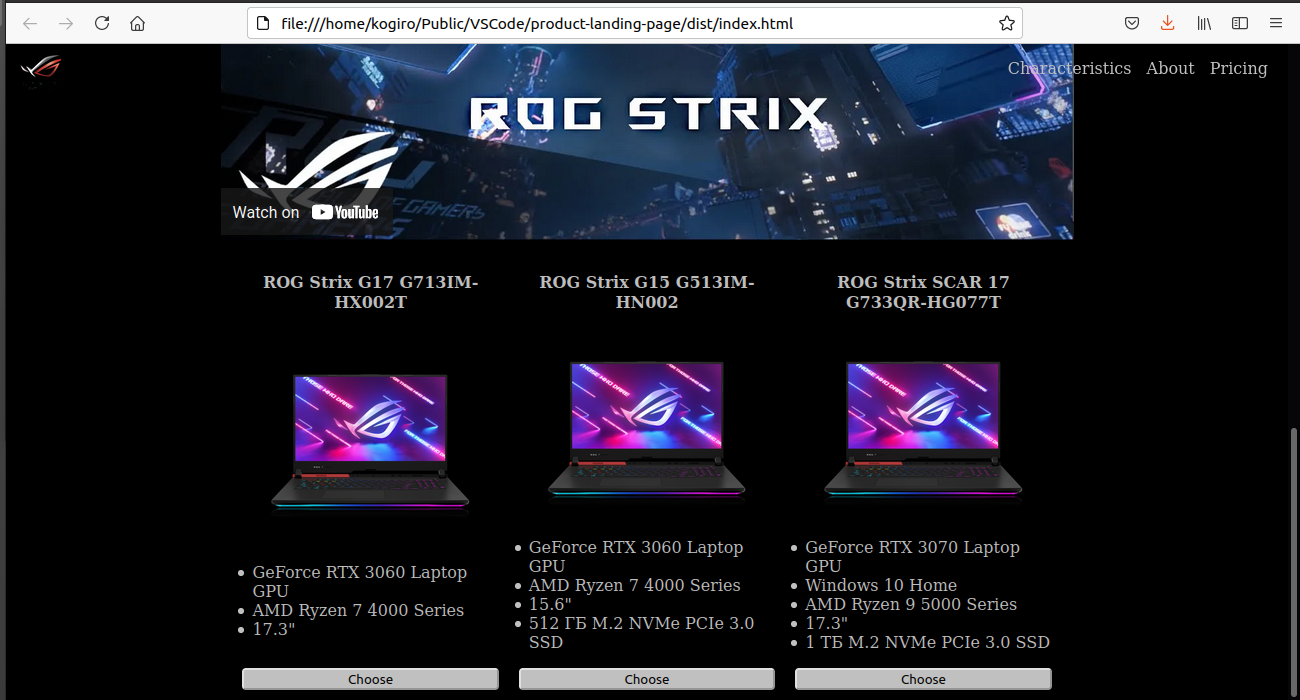 file:///home/kogiro/Public/VSCode/product-landing-page/dist/index.html
Characteristics About Pricing
ROG STRIX
Watch on YouTube
ROG Strix G17 G713IM-
HX002T
ROG Strix G15 G513IM-
HN002
ROG Strix SCAR 17
G733QR-HG077T
GeForce RTX 3060 Laptop
GPU
AMD Ryzen 7 4000 Series
17.3"
GeForce RTX 3060 Laptop
GPU
AMD Ryzen 7 4000 Series
15.6"
512 ГБ M.2 NVMe PCIe 3.0
SSD
GeForce RTX 3070 Laptop
GPU
Windows 10 Home
AMD Ryzen 9 5000 Series
17.3"
1 ТБ M.2 NVMe PCIe 3.0 SSD
Choose
Choose
Choose